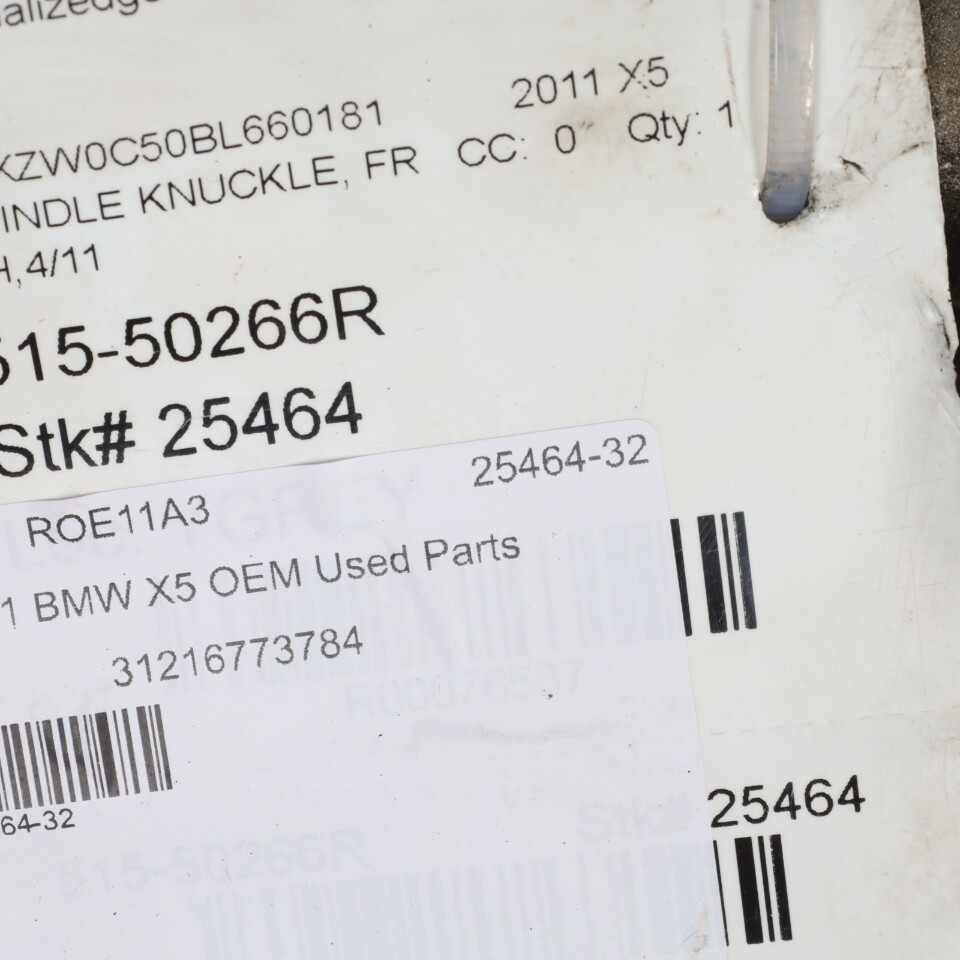 KZW0C50BL660181 2011 X5
INDLE KNUCKLE, FR CC: 0 Qty: 1
H,4/11
515-50266R
Stk# 25464
25464-32
ROE11A3
1 BMW X5 OEM Used Parts
31216773784
R00076567
64-32
Stk# 25464
515-50266R